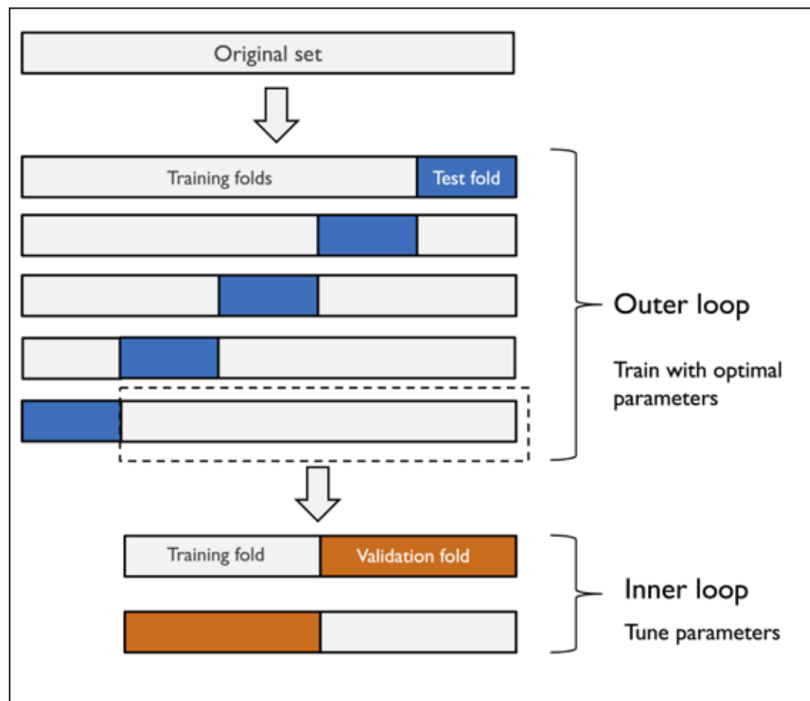 Original set
Training folds
Test fold
Outer loop
Train with optimal
parameters
Training fold
Validation fold
Inner loop
Tune parameters